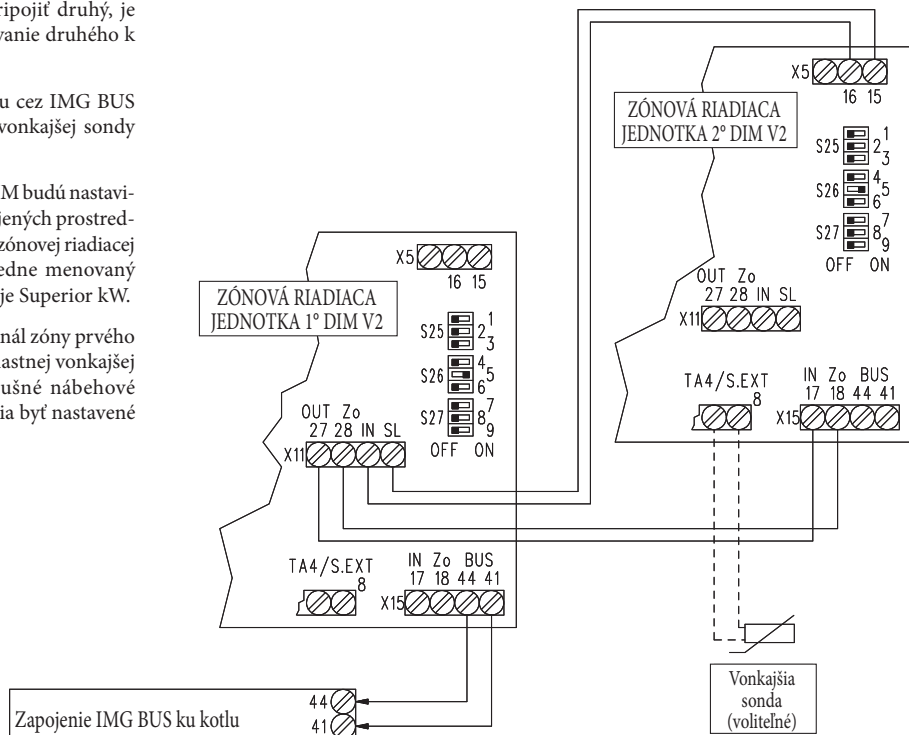 ripojiť druhý, je
vanie druhého k
u cez IMG BUS
vonkajšej sondy
M budú nastavi-
jených prostred-
zónovej riadiacej
edne menovaný
je Superior kW.
nál zóny prvého
lastnej vonkajšej
ušné nábehové
ia byť nastavené
X5
16 15
ZÓNOVÁ RIADIACA
JEDNOTKA 2° DIM V2
S25 1 2 3
S26 4 5 6
S27 7 8 9
OFF ON
OUT Zo
27 28 IN SL
X11
TA4/S.EXT
8
IN Zo BUS
17 18 44 41
X15
X5
16 15
ZÓNOVÁ RIADIACA
JEDNOTKA 1° DIM V2
S25 1 2 3
S26 4 5 6
S27 7 8 9
OFF ON
OUT Zo
27 28 IN SL
X11
TA4/S.EXT
8
IN Zo BUS
17 18 44 41
X15
Vonkajšia
sonda
(voliteľné)
44
Zapojenie IMG BUS ku kotlu
41